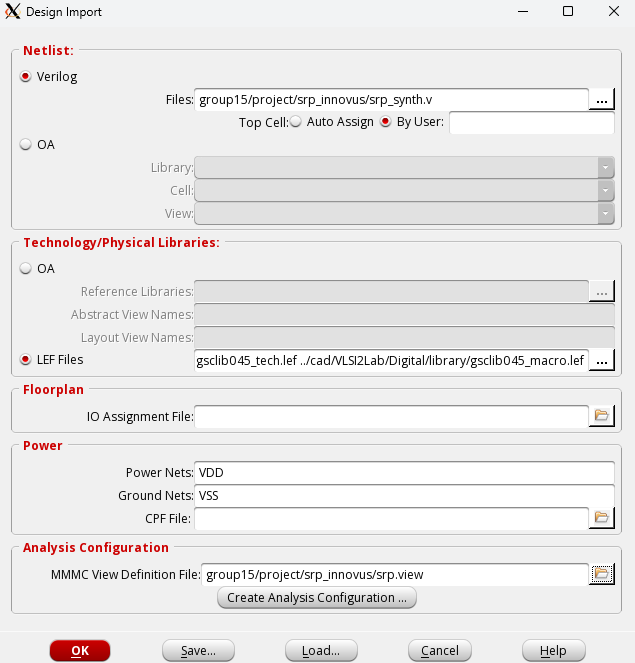 Design Import
Netlist:
Verilog
Files: group15/project/srp_innovus/srp_synth.v ...
Top Cell: Auto Assign By User:
OA
Library:
Cell:
View:
Technology/Physical Libraries:
OA
Reference Libraries: ...
Abstract View Names:
Layout View Names:
LEF Files gsclib045_tech.lef ../cad/VLSI2Lab/Digital/library/gsclib045_macro.lef ...
Floorplan
IO Assignment File:
Power
Power Nets: VDD
Ground Nets: VSS
CPF File:
Analysis Configuration
MMMC View Definition File: group15/project/srp_innovus/srp.view
Create Analysis Configuration ...
OK Save... Load... Cancel Help